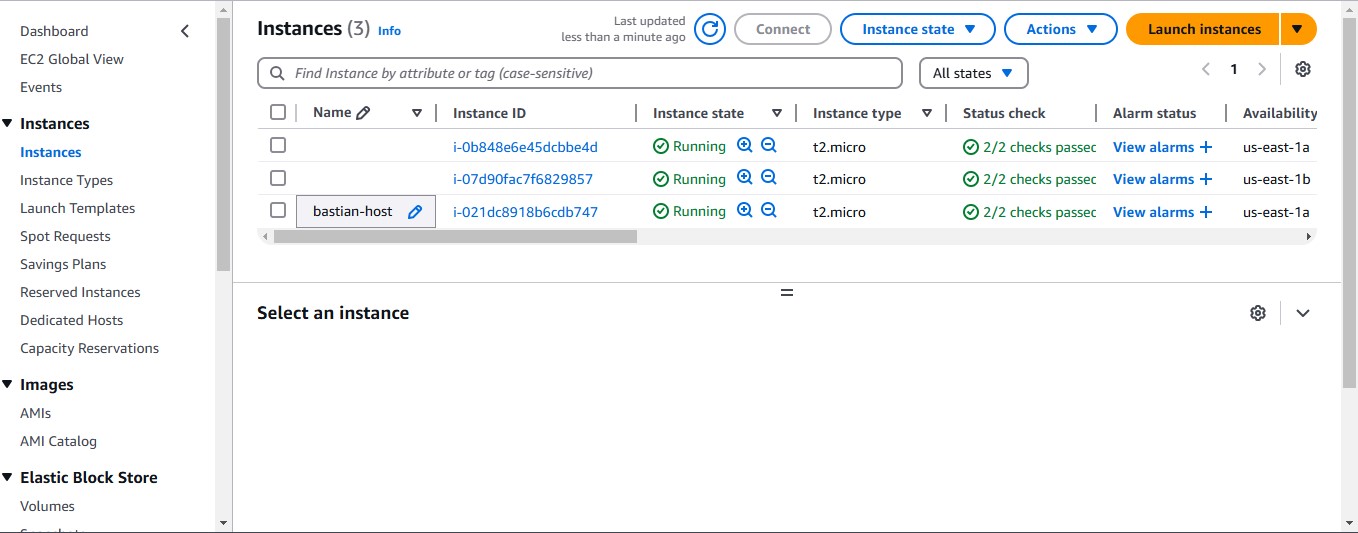 Dashboard
EC2 Global View
Events
Instances
Instances
Instance Types
Launch Templates
Spot Requests
Savings Plans
Reserved Instances
Dedicated Hosts
Capacity Reservations
Images
AMIs
AMI Catalog
Elastic Block Store
Volumes
Instances (3) Info
Last updated
less than a minute ago
Connect
Instance state
Actions
Launch instances
Find Instance by attribute or tag (case-sensitive)
All states
1
Name Instance ID Instance state Instance type Status check Alarm status Availability
i-0b848e6e45dcbbe4d Running t2.micro 2/2 checks passec View alarms + us-east-1a
i-07d90fac7f6829857 Running t2.micro 2/2 checks passec View alarms + us-east-1b
bastian-host i-021dc8918b6cdb747 Running t2.micro 2/2 checks passec View alarms + us-east-1a
Select an instance